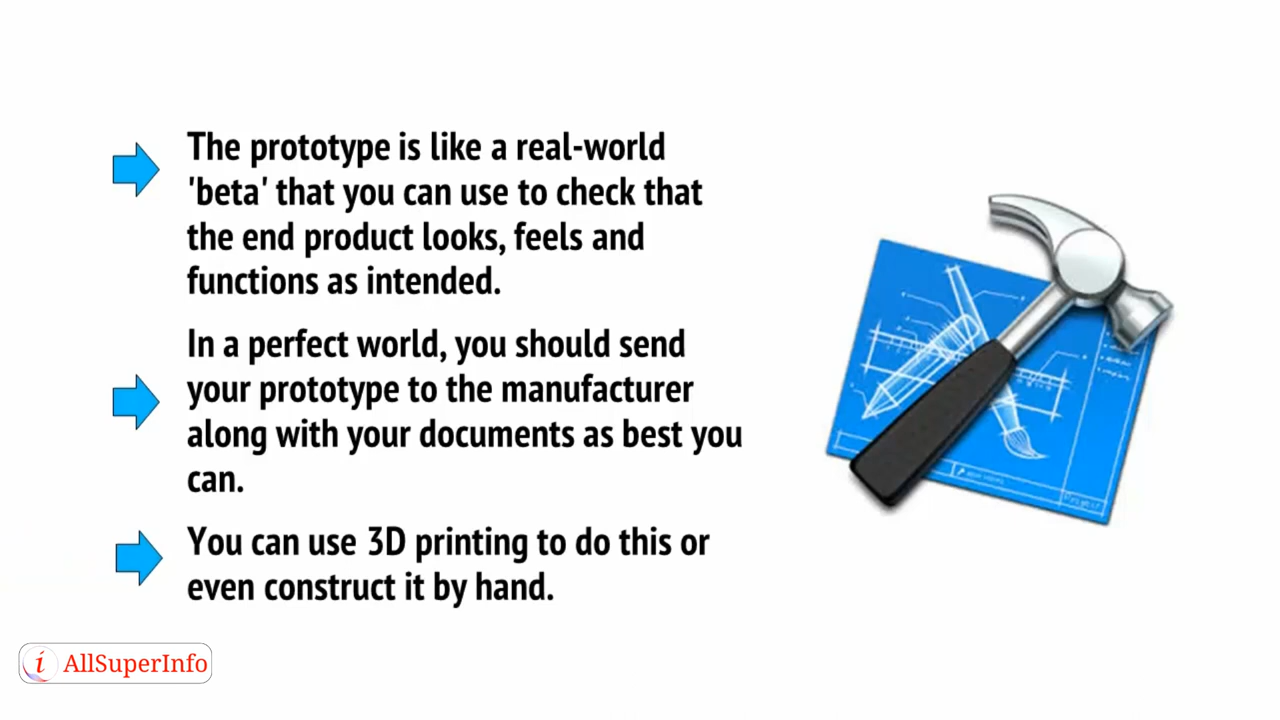 The prototype is like a real-world
'beta' that you can use to check that
the end product looks, feels and
functions as intended.
In a perfect world, you should send
your prototype to the manufacturer
along with your documents as best you
can.
You can use 3D printing to do this or
even construct it by hand.
i AllSuperInfo